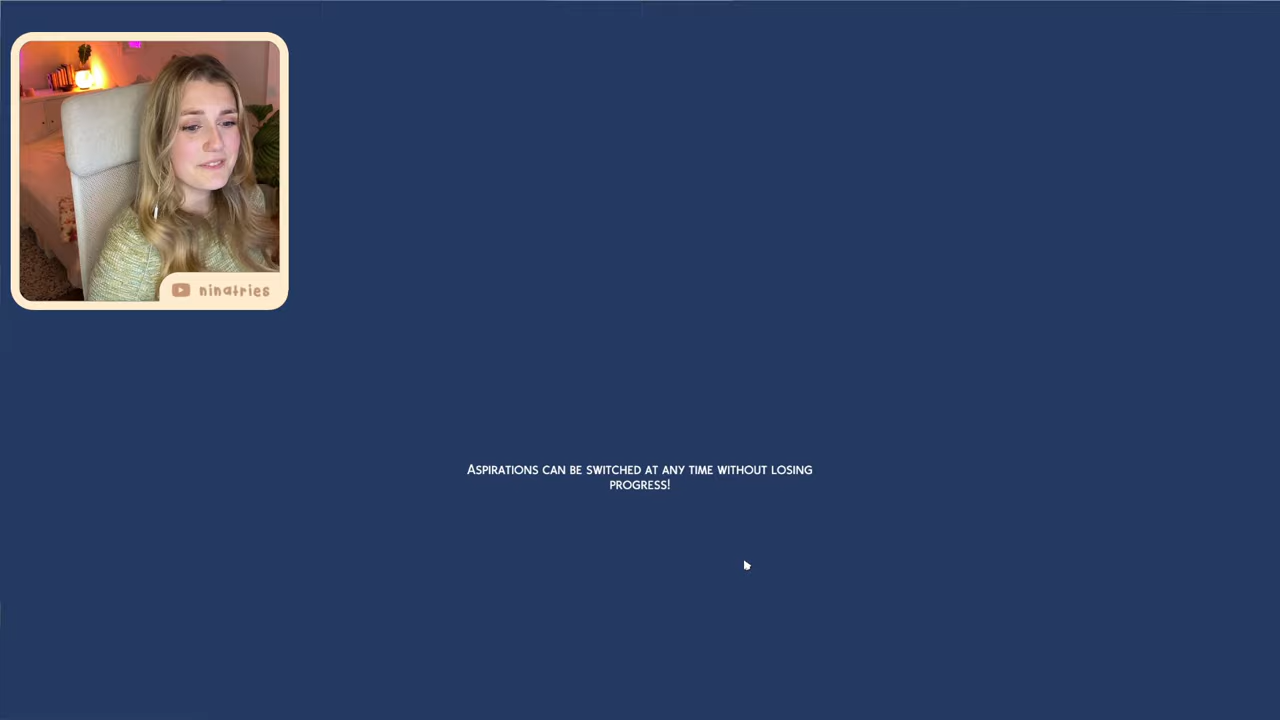 ninatries
Aspirations can be switched at any time without losing
progress!